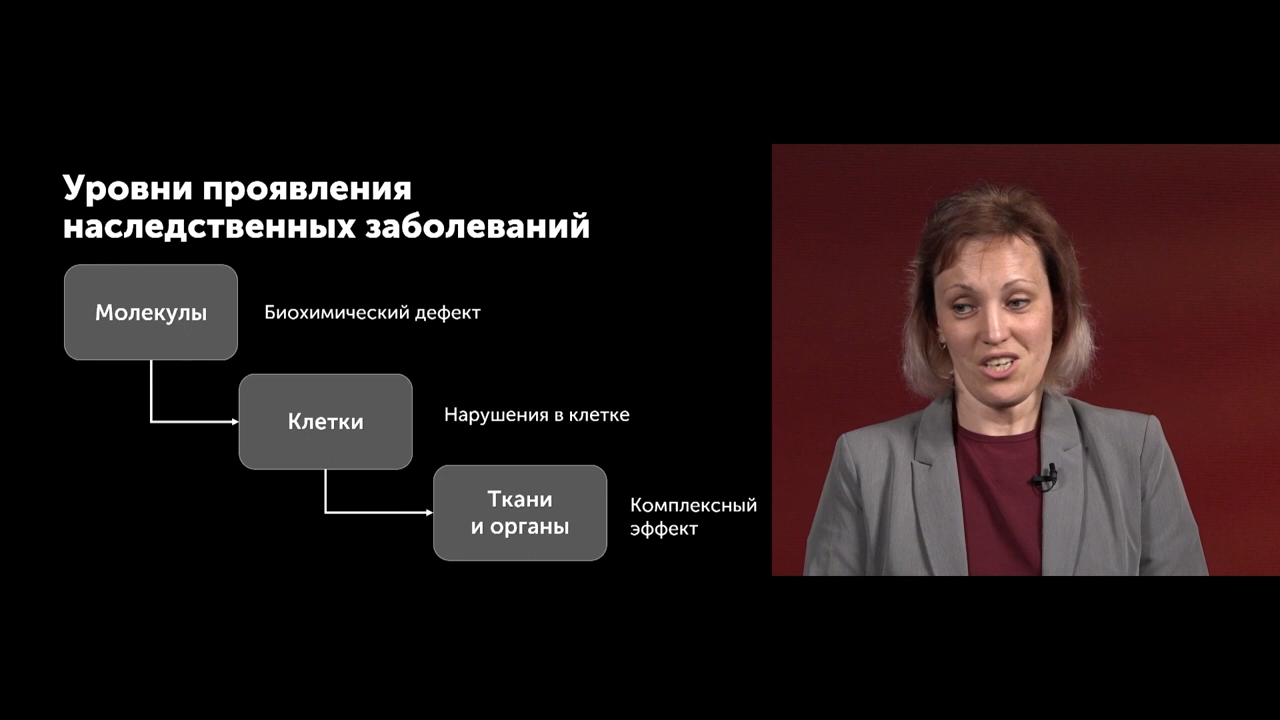 Уровни проявления
наследственных заболеваний
Молекулы
Биохимический дефект
Клетки
Нарушения в клетке
Ткани
и органы
Комплексный
эффект